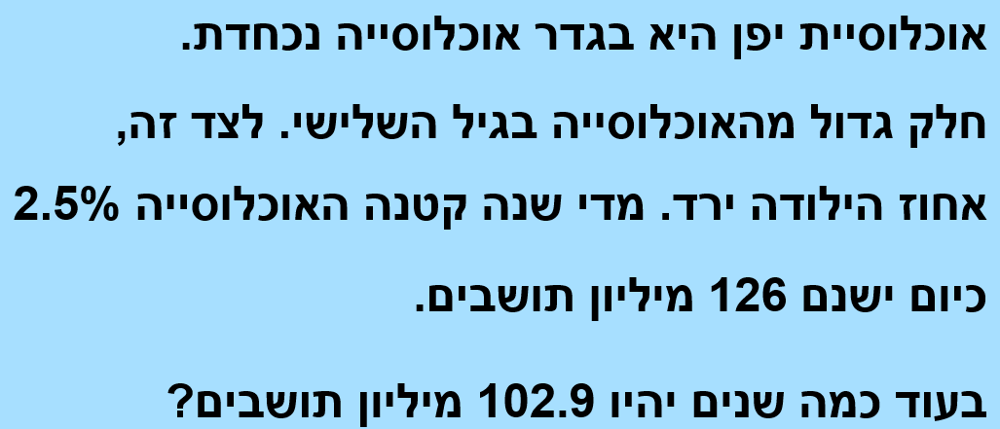 אוכלוסיית יפן היא בגדר אוכלוסייה נכחדת.
חלק גדול מהאוכלוסייה בגיל השלישי. לצד זה,
אחוז הילודה ירד. מדי שנה קטנה האוכלוסייה 2.5%
כיום ישנם 126 מיליון תושבים.
בעוד כמה שנים יהיו 102.9 מיליון תושבים?